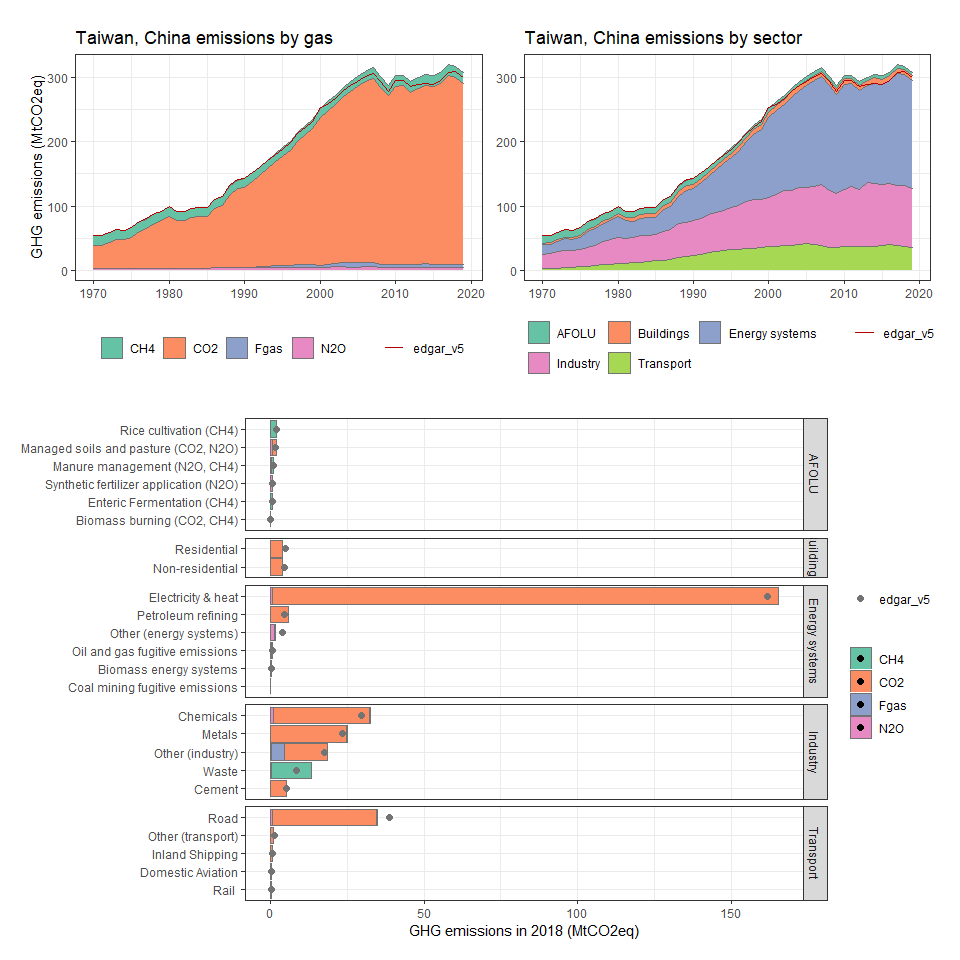 Taiwan, China emissions by gas
GHG emissions (MtCO2eq)
300
200
100
0
1970
1980
1990
2000
2010
2020
CH4
CO2
Fgas
N2O
edgar_v5
Taiwan, China emissions by sector
300
200
100
0
1970
1980
1990
2000
2010
2020
AFOLU
Buildings
Energy systems
edgar_v5
Industry
Transport
Rice cultivation (CH4)
Managed soils and pasture (CO2, N2O)
Manure management (N2O, CH4)
Synthetic fertilizer application (N2O)
Enteric Fermentation (CH4)
Biomass burning (CO2, CH4)
AFOLU
Residential
Non-residential
uilding
Electricity & heat
Petroleum refining
Other (energy systems)
Oil and gas fugitive emissions
Biomass energy systems
Coal mining fugitive emissions
Energy systems
Chemicals
Metals
Other (industry)
Waste
Cement
Industry
Road
Other (transport)
Inland Shipping
Domestic Aviation
Rail
Transport
0
50
100
150
GHG emissions in 2018 (MtCO2eq)
edgar_v5
CH4
CO2
Fgas
N2O